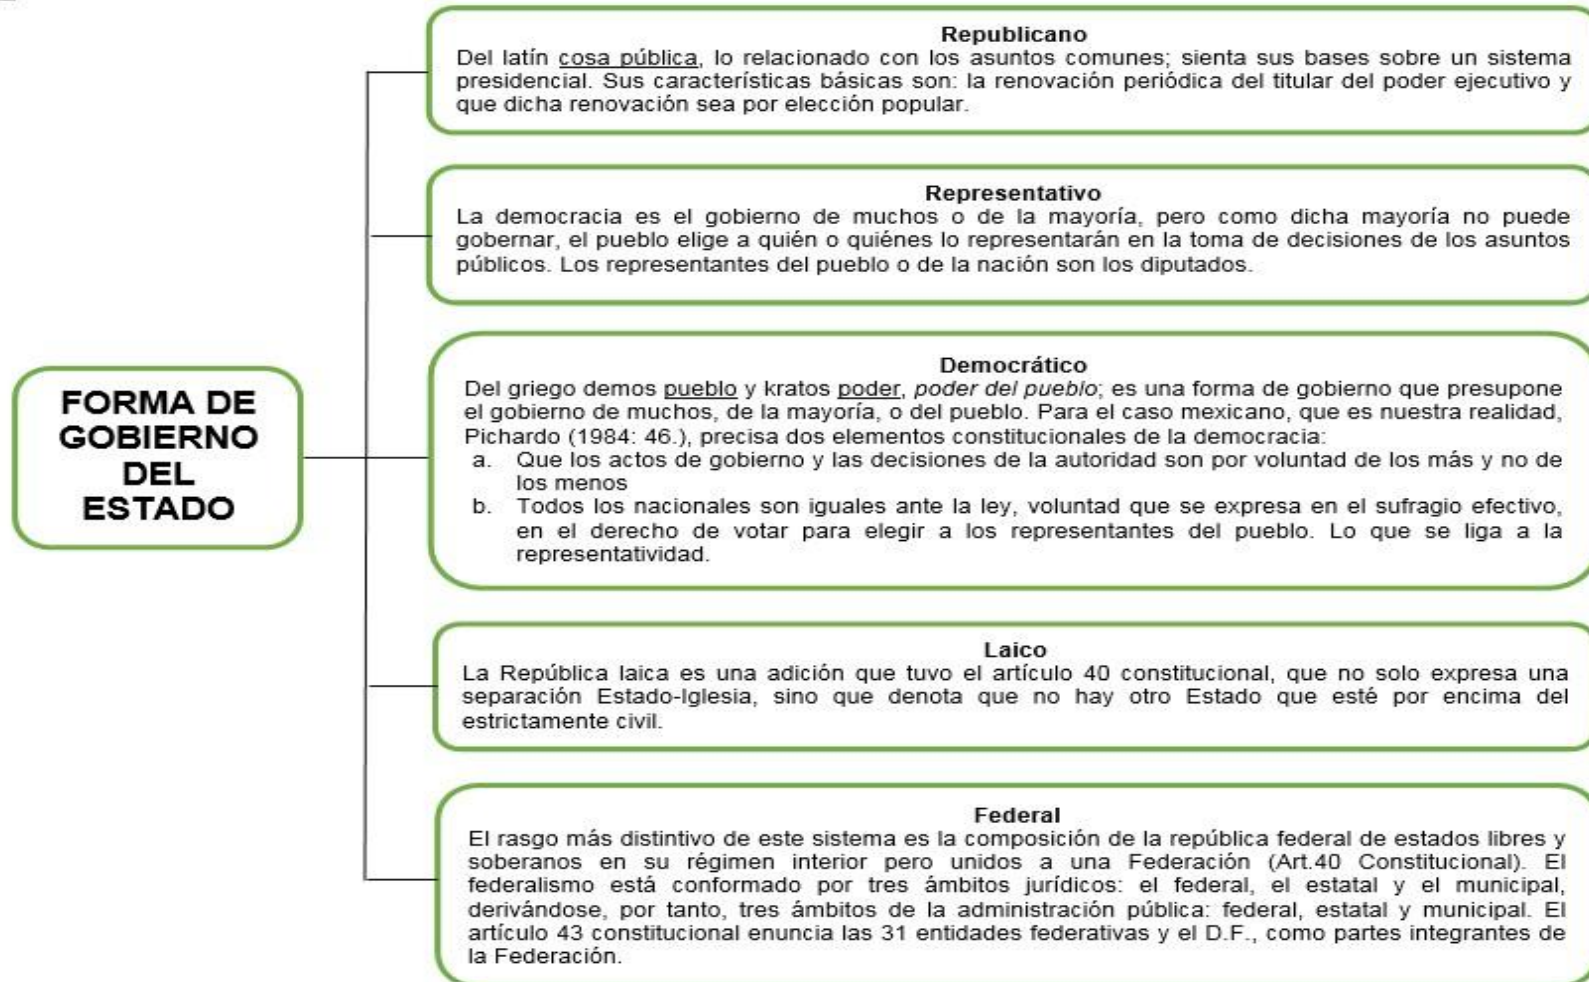 Republicano
Del latín cosa pública, lo relacionado con los asuntos comunes; sienta sus bases sobre un sistema
presidencial. Sus características básicas son: la renovación periódica del titular del poder ejecutivo y
que dicha renovación sea por elección popular.
Representativo
La democracia es el gobierno de muchos o de la mayoría, pero como dicha mayoría no puede
gobernar, el pueblo elige a quién o quiénes lo representarán en la toma de decisiones de los asuntos
públicos. Los representantes del pueblo o de la nación son los diputados.
FORMA DE
GOBIERNO
DEL
ESTADO
Democrático
Del griego demos pueblo y kratos poder, poder del pueblo; es una forma de gobierno que presupone
el gobierno de muchos, de la mayoría, o del pueblo. Para el caso mexicano, que es nuestra realidad,
Pichardo (1984: 46.), precisa dos elementos constitucionales de la democracia:
a. Que los actos de gobierno y las decisiones de la autoridad son por voluntad de los más y no de
los menos
b. Todos los nacionales son iguales ante la ley, voluntad que se expresa en el sufragio efectivo,
en el derecho de votar para elegir a los representantes del pueblo. Lo que se liga a la
representatividad.
Laico
La República laica es una adición que tuvo el artículo 40 constitucional, que no solo expresa una
separación Estado-Iglesia, sino que denota que no hay otro Estado que esté por encima del
estrictamente civil.
Federal
El rasgo más distintivo de este sistema es la composición de la república federal de estados libres y
soberanos en su régimen interior pero unidos a una Federación (Art.40 Constitucional). El
federalismo está conformado por tres ámbitos jurídicos: el federal, el estatal y el municipal,
derivándose, por tanto, tres ámbitos de la administración pública: federal, estatal y municipal. El
artículo 43 constitucional enuncia las 31 entidades federativas y el D.F., como partes integrantes de
la Federación.